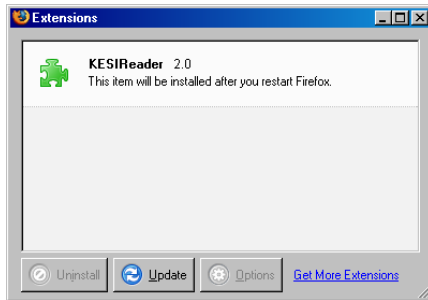 Extensions
KESIReader 2.0
This item will be installed after you restart Firefox.
Uninstall Update Options Get More Extensions